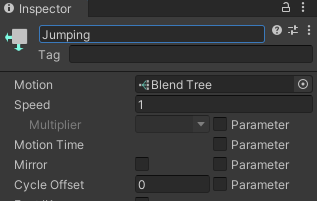 Inspector
Jumping
Tag
Motion Blend Tree
Speed 1
Multiplier Parameter
Motion Time Parameter
Mirror Parameter
Cycle Offset 0 Parameter